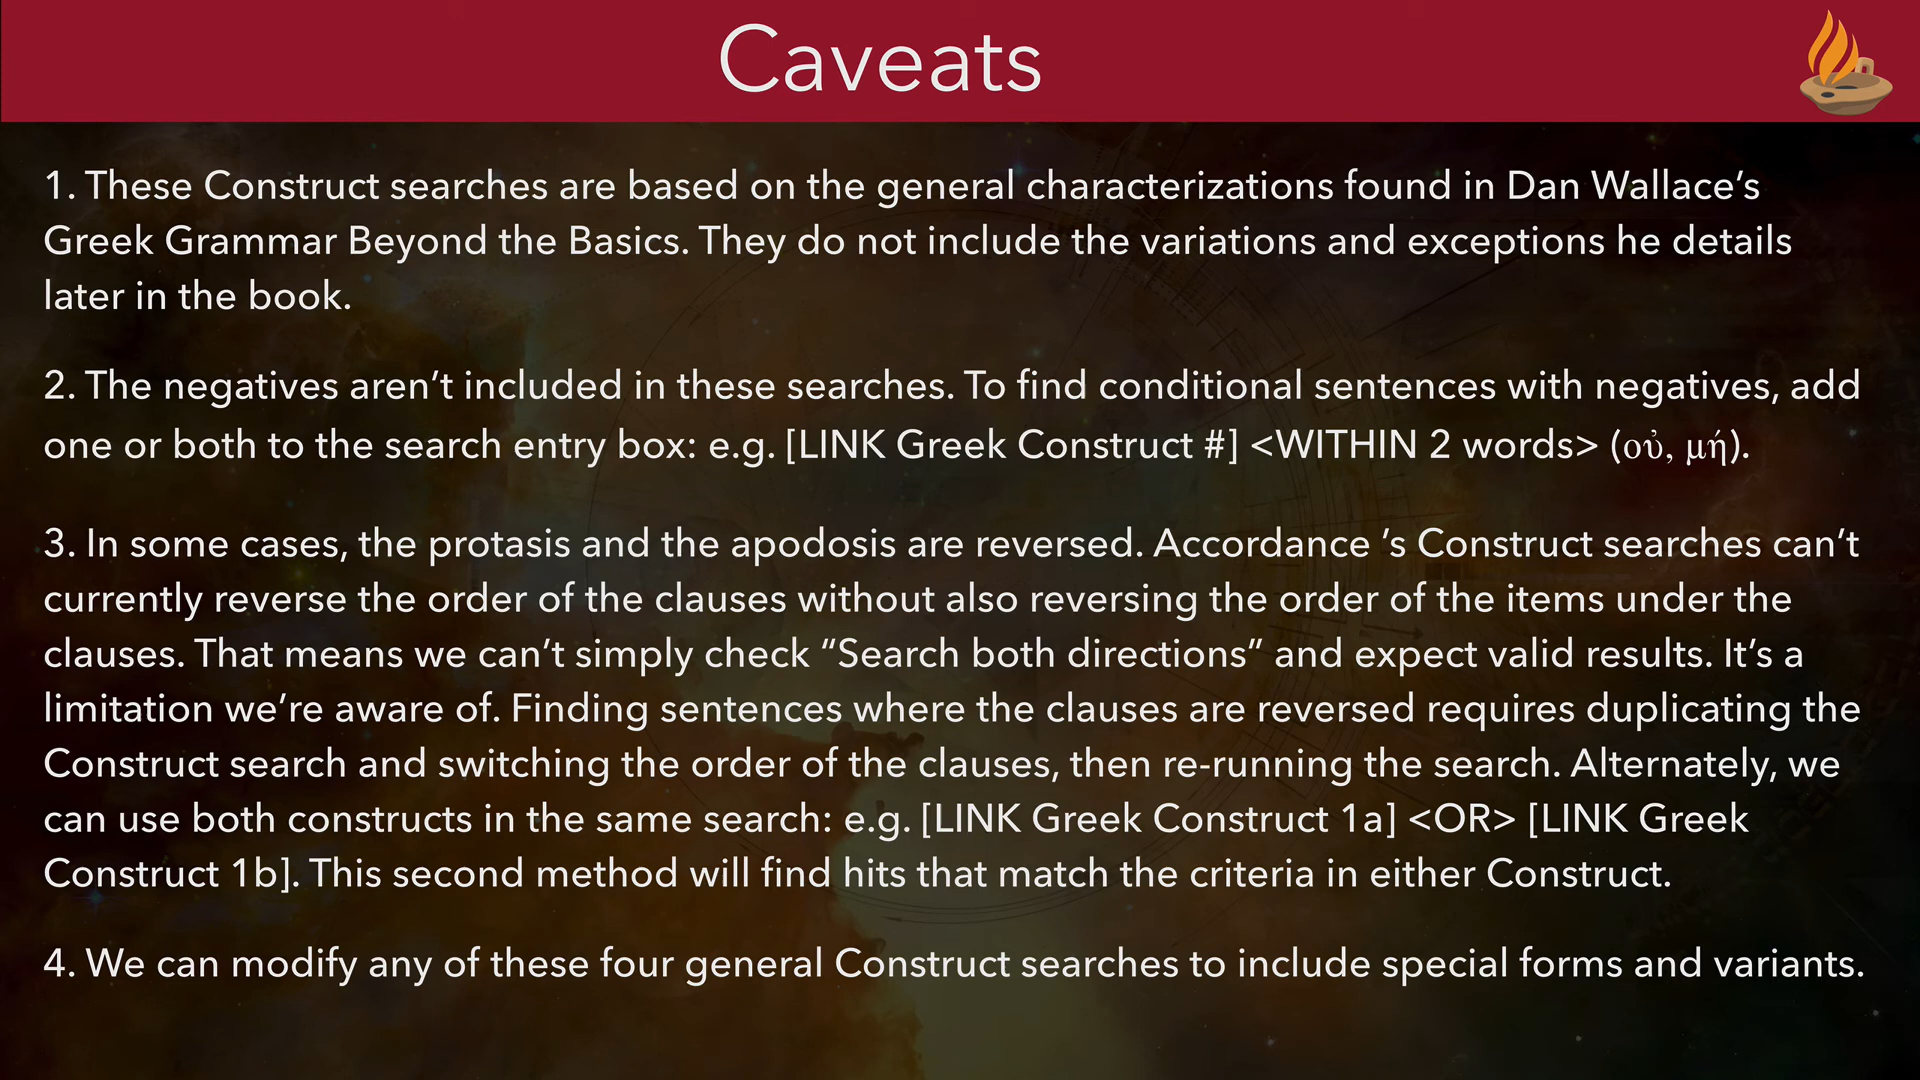 Caveats
1. These Construct searches are based on the general characterizations found in Dan Wallace’s
Greek Grammar Beyond the Basics. They do not include the variations and exceptions he details
later in the book.
2. The negatives aren’t included in these searches. To find conditional sentences with negatives, add
one or both to the search entry box: e.g. [LINK Greek Construct #] <WITHIN 2 words> (οὐ, μή).
3. In some cases, the protasis and the apodosis are reversed. Accordance ’s Construct searches can’t
currently reverse the order of the clauses without also reversing the order of the items under the
clauses. That means we can’t simply check “Search both directions” and expect valid results. It’s a
limitation we’re aware of. Finding sentences where the clauses are reversed requires duplicating the
Construct search and switching the order of the clauses, then re-running the search. Alternately, we
can use both constructs in the same search: e.g. [LINK Greek Construct 1a] <OR> [LINK Greek
Construct 1b]. This second method will find hits that match the criteria in either Construct.
4. We can modify any of these four general Construct searches to include special forms and variants.